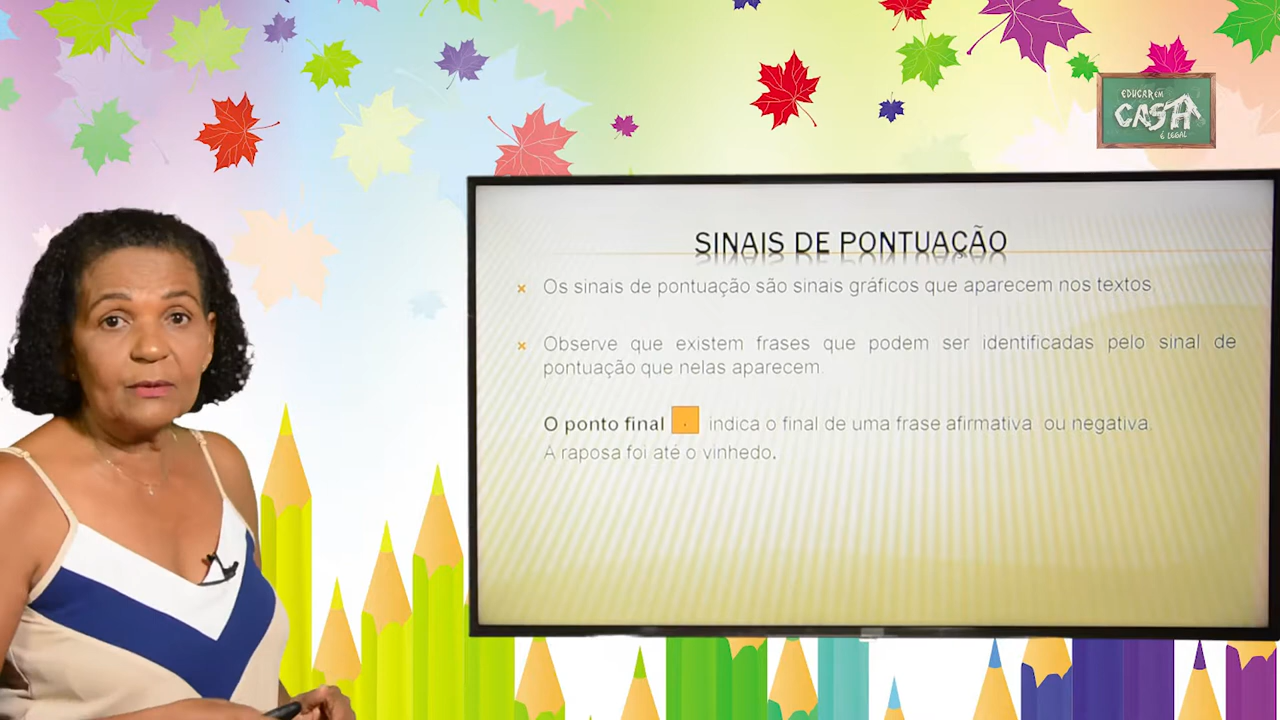 EDUCAR EM
CASA
É LEGAL
SINAIS DE PONTUAÇÃO
Os sinais de pontuação são sinais gráficos que aparecem nos textos.
Observe que existem frases que podem ser identificadas pelo sinal de
pontuação que nelas aparecem.
O ponto final . indica o final de uma frase afirmativa ou negativa.
A raposa foi até o vinhedo.